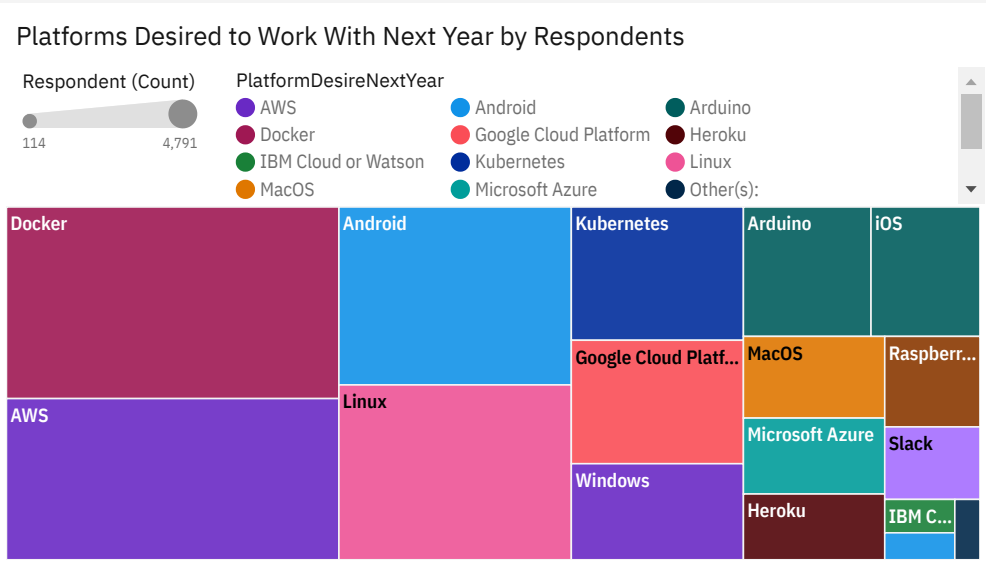 Platforms Desired to Work With Next Year by Respondents
Respondent (Count)
114 4,791
PlatformDesireNextYear
AWS Android Arduino
Docker Google Cloud Platform Heroku
IBM Cloud or Watson Kubernetes Linux
MacOS Microsoft Azure Other(s):
Docker Android Kubernetes Arduino iOS
Google Cloud Platf... MacOS Raspberr...
Linux
AWS
Microsoft Azure Slack
Windows
Heroku IBM C...